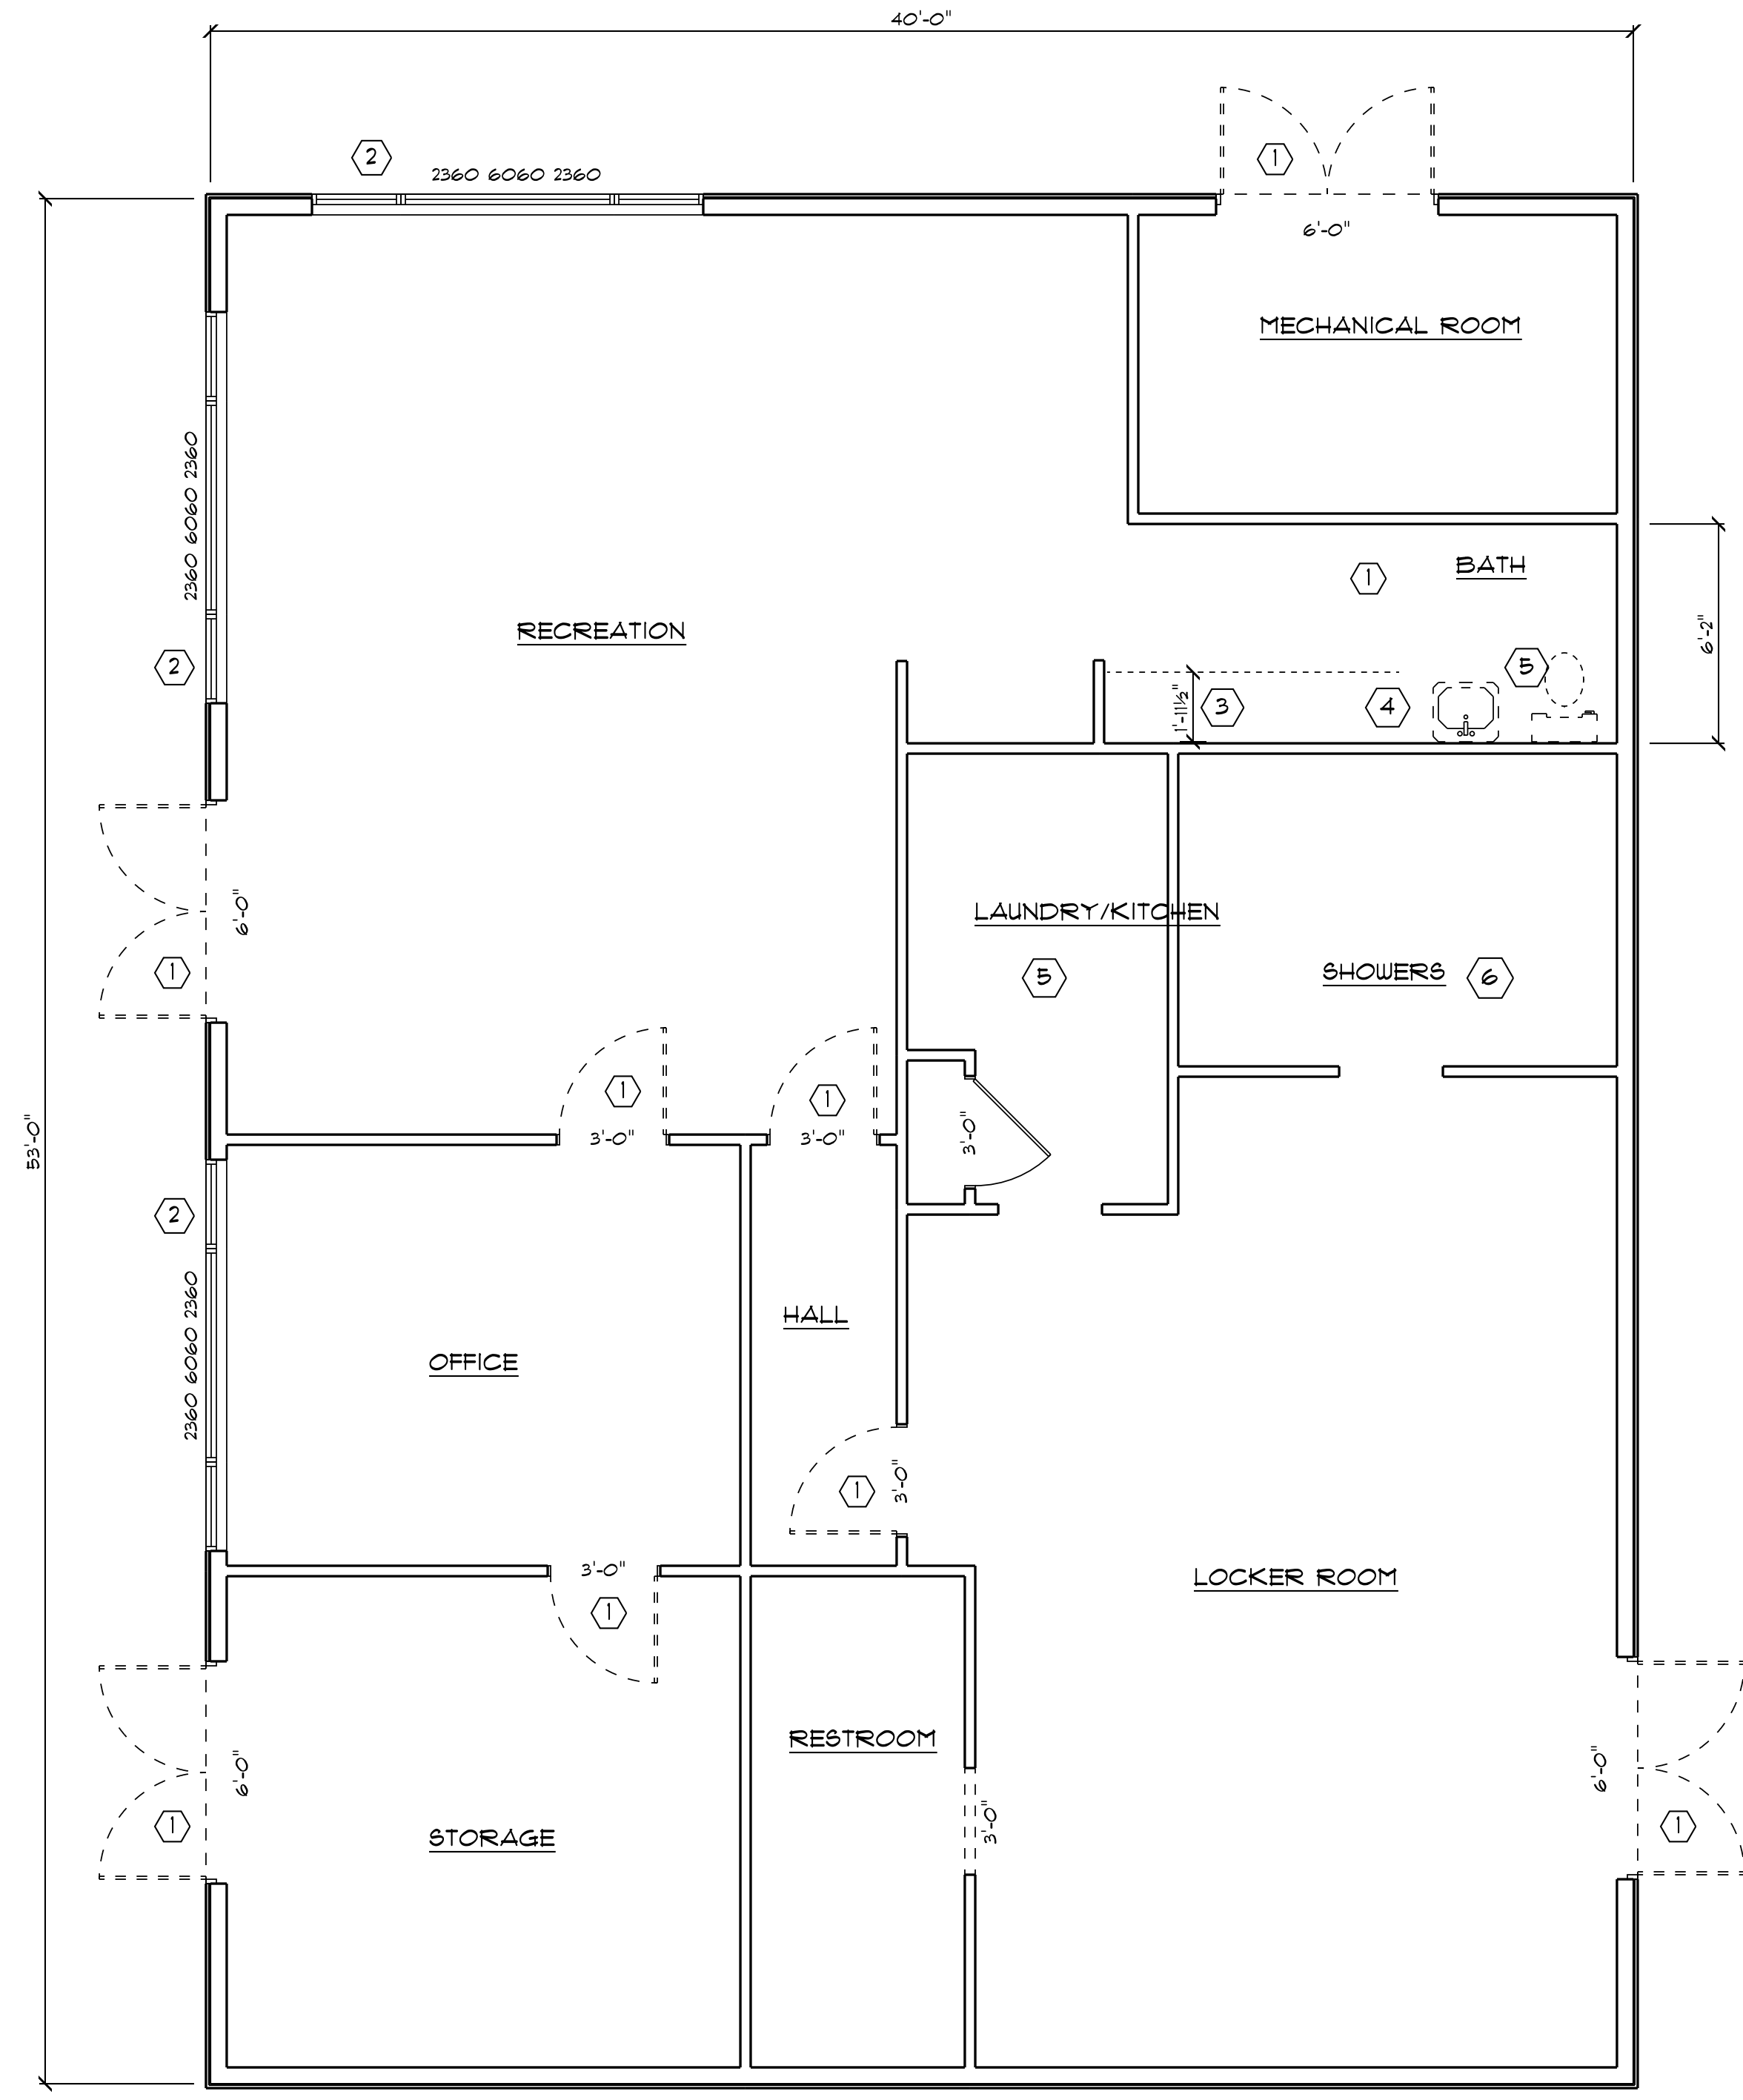 40'-0"
2
2360 6060 2360
1
6'-0"
MECHANICAL ROOM
2360 6060 2360
BATH
1
6'-2"
RECREATION
2
5
1'-11½"
3
4
6'-0"
1
LAUNDRY/KITCHEN
5
SHOWERS
6
53'-0"
1
1
3'-0"
3'-0"
3'-0"
2
2360 6060 2360
HALL
OFFICE
1
3'-0"
3'-0"
1
LOCKER ROOM
RESTROOM
6'-0"
6'-0"
1
STORAGE
3'-0"
1